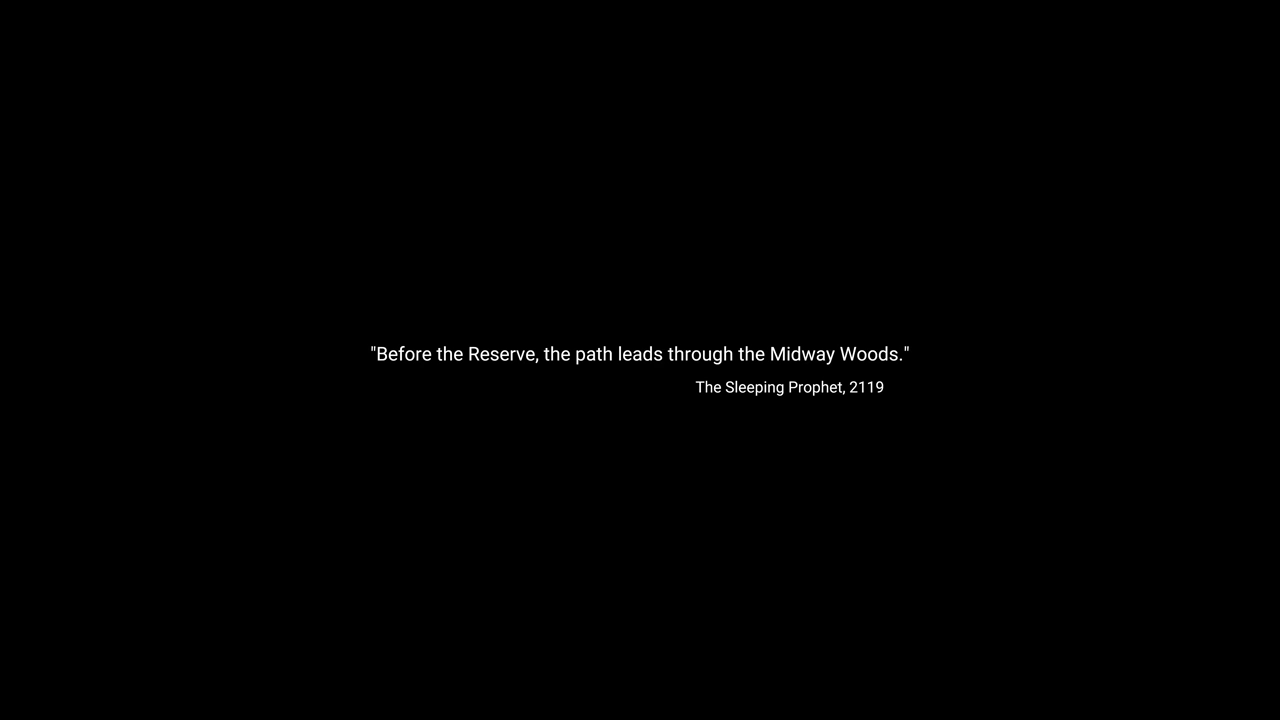 "Before the Reserve, the path leads through the Midway Woods."
The Sleeping Prophet, 2119